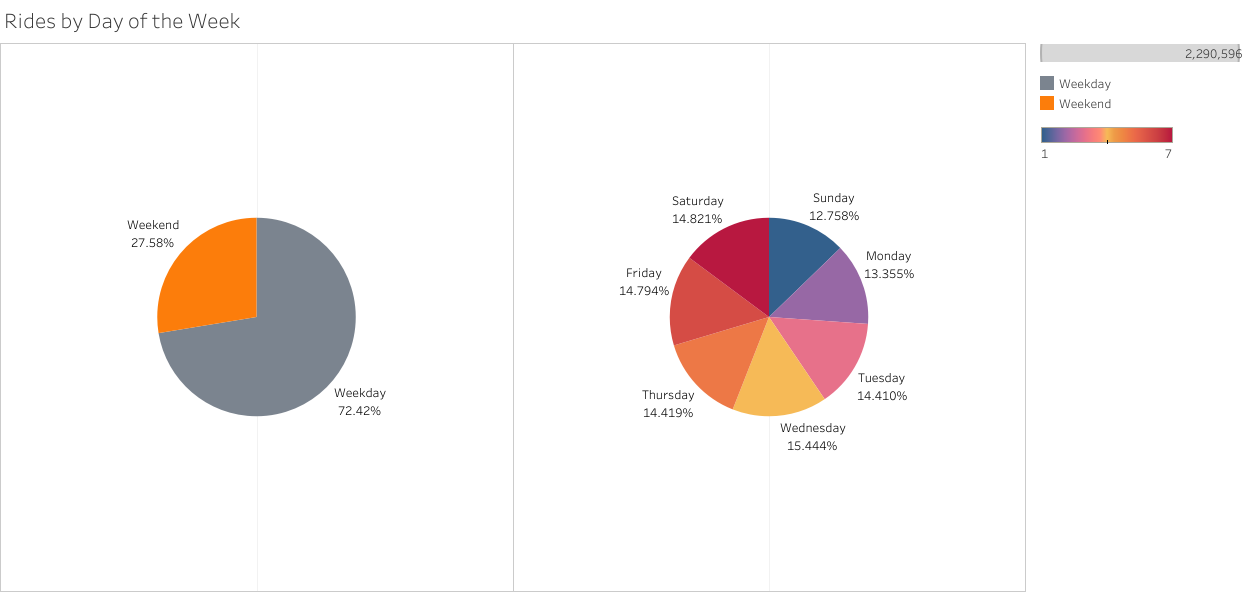 Rides by Day of the Week
2,290,596
Weekday
Weekend
1
7
Weekend
27.58%
Weekday
72.42%
Saturday
14.821%
Sunday
12.758%
Monday
13.355%
Friday
14.794%
Tuesday
14.410%
Thursday
14.419%
Wednesday
15.444%